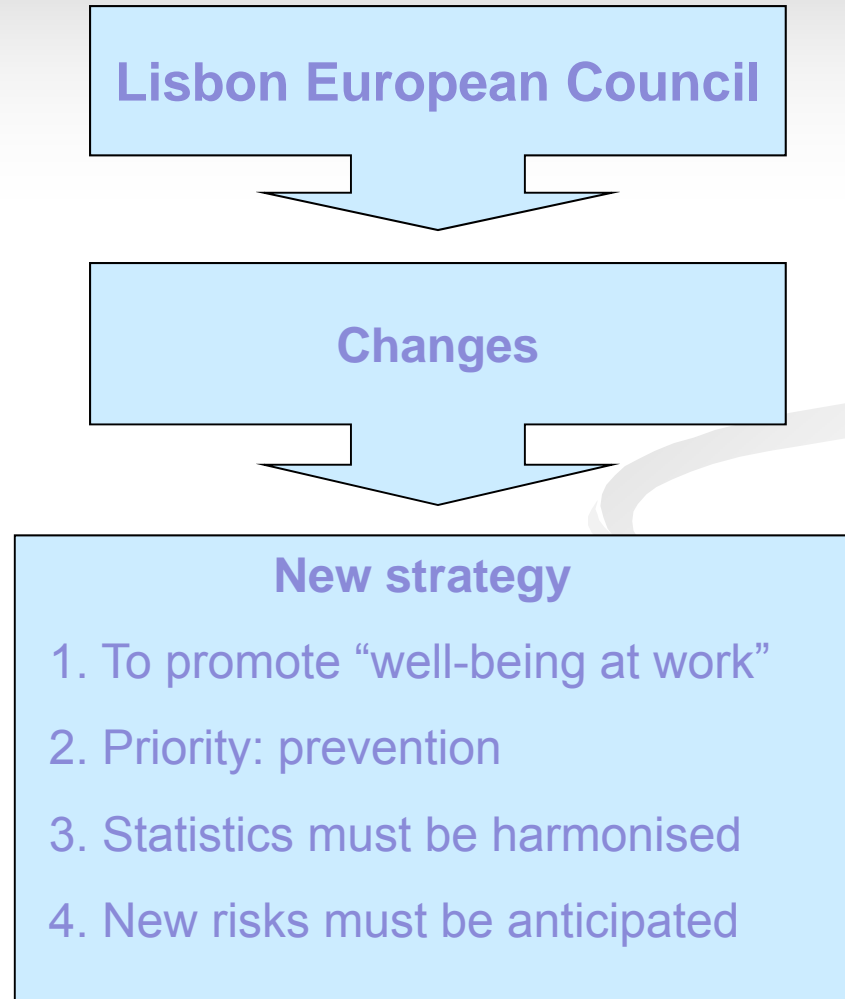 Lisbon European Council
Changes
New strategy
1. To promote “well-being at work”
2. Priority: prevention
3. Statistics must be harmonised
4. New risks must be anticipated